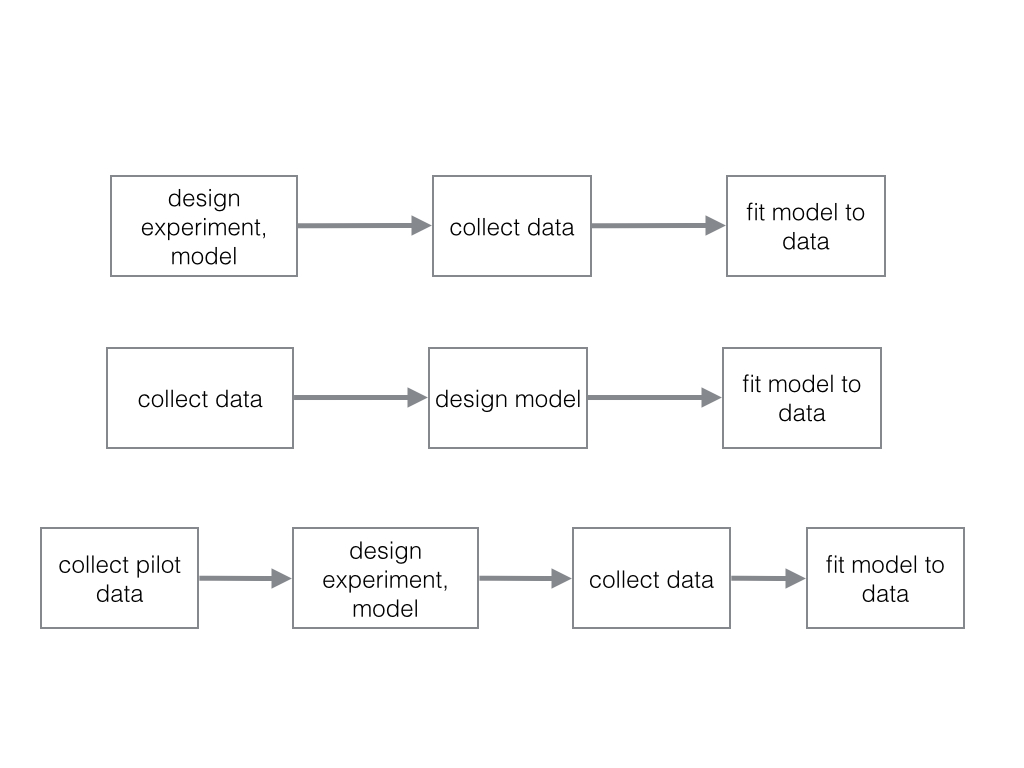 design
experiment,
model
collect data
fit model to
data
collect data
design model
fit model to
data
collect pilot
data
design
experiment,
model
collect data
fit model to
data